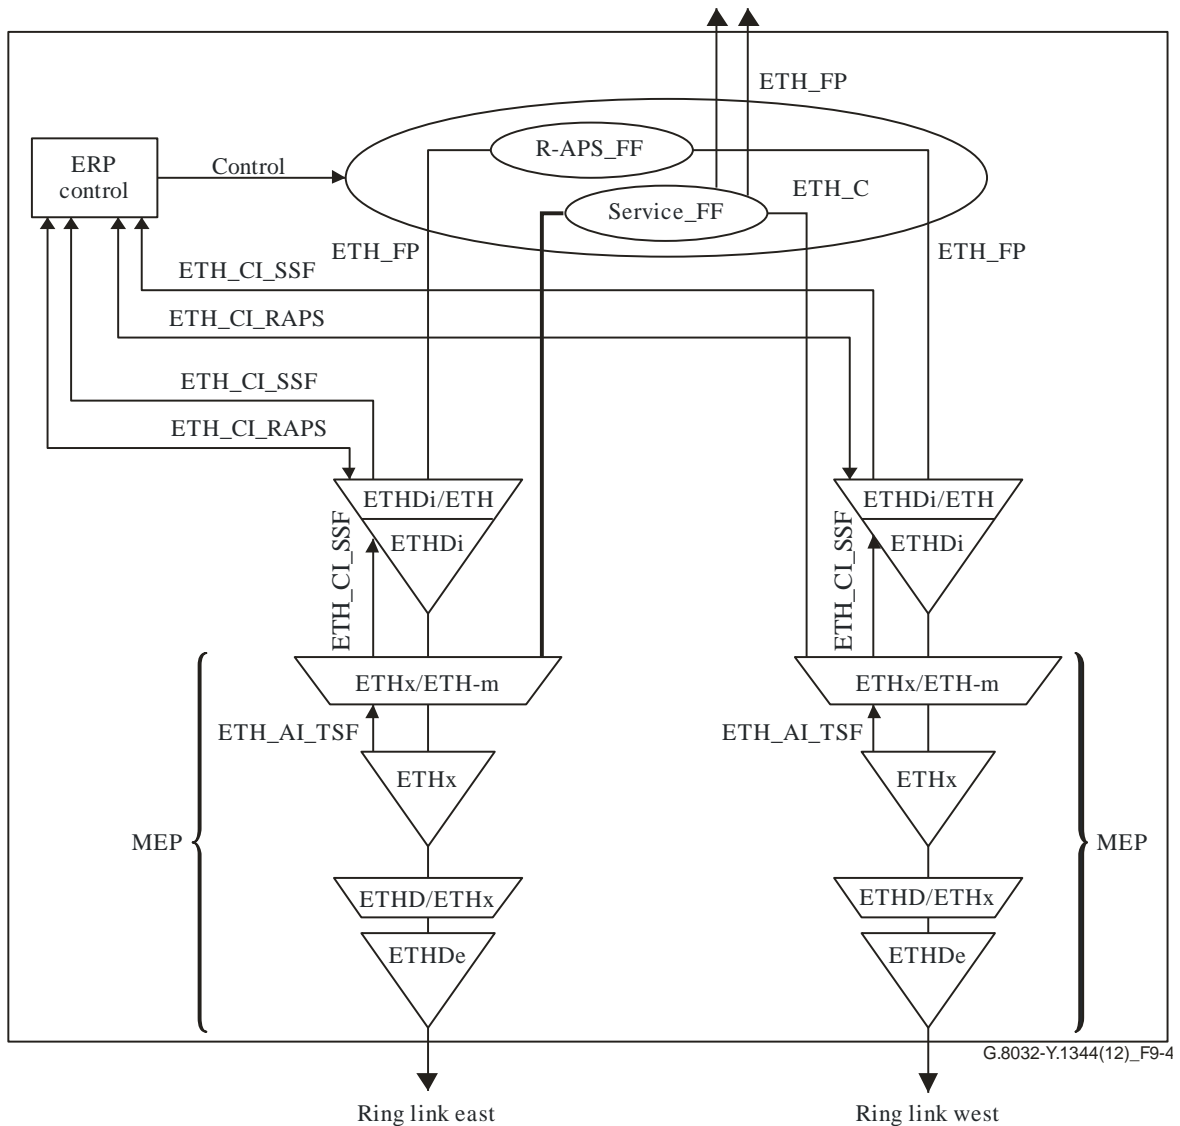 ETH_FP
R-APS_FF
ERP
control
Control
ETH_C
Service_FF
ETH_FP
ETH_FP
ETH_CI_SSF
ETH_CI_RAPS
ETH_CI_SSF
ETH_CI_RAPS
ETHDi/ETH
ETHDi/ETH
ETHDi
ETHDi
ETH_CI_SSF
ETH_CI_SSF
ETHx/ETH-m
ETHx/ETH-m
ETH_AI_TSF
ETH_AI_TSF
ETHx
ETHx
MEP
MEP
ETHD/ETHx
ETHD/ETHx
ETHDe
ETHDe
G.8032-Y.1344(12)_F9-4
Ring link east
Ring link west